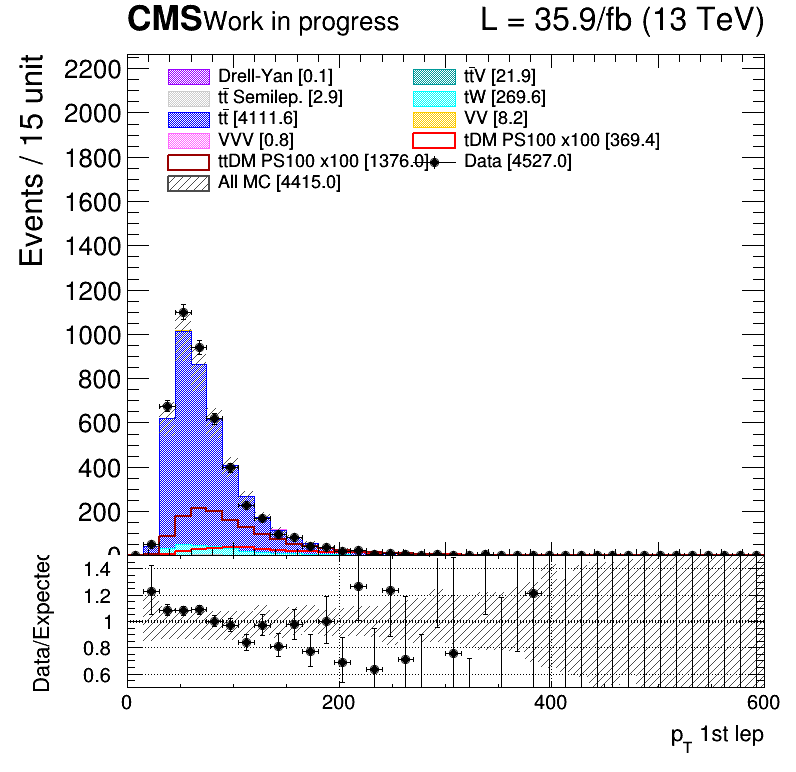 CMS Work in progress L = 35.9/fb (13 TeV)
Events / 15 unit
2200
2000
1800
1600
1400
1200
1000
800
600
400
200
0
Drell-Yan [0.1]
tt̄V [21.9]
tt̄ Semilep. [2.9]
tW [269.6]
tt̄ [4111.6]
VV [8.2]
VVV [0.8]
tDM PS100 x100 [369.4]
ttDM PS100 x100 [1376.0]
Data [4527.0]
All MC [4415.0]
Data/Expected
1.4
1.2
1
0.8
0.6
0 200 400 600
p_T 1st lep